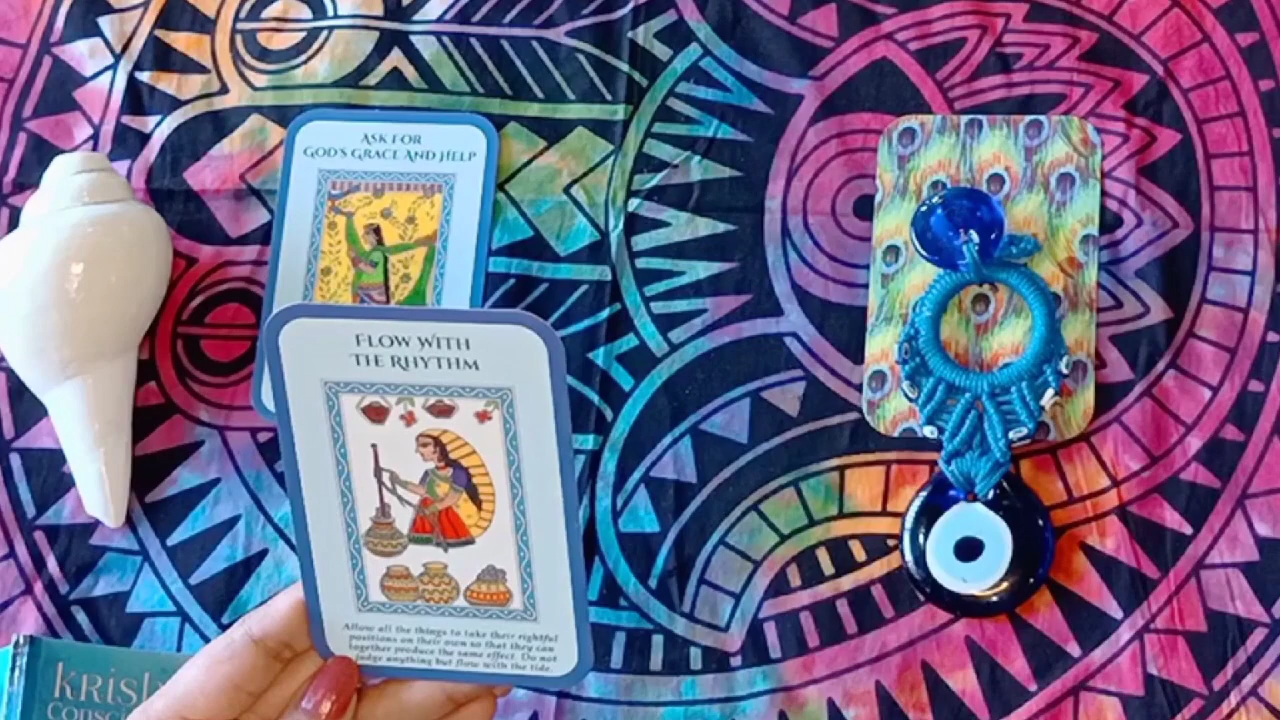 ASK FOR
GOD'S GRACE AND HELP
FLOW WITH
THE RHYTHM
Allow all the things to take their rightful
positions on their own so that they can
together produce the same effect. Do not
judge anything but flow with the tide.
KRISH
Consci